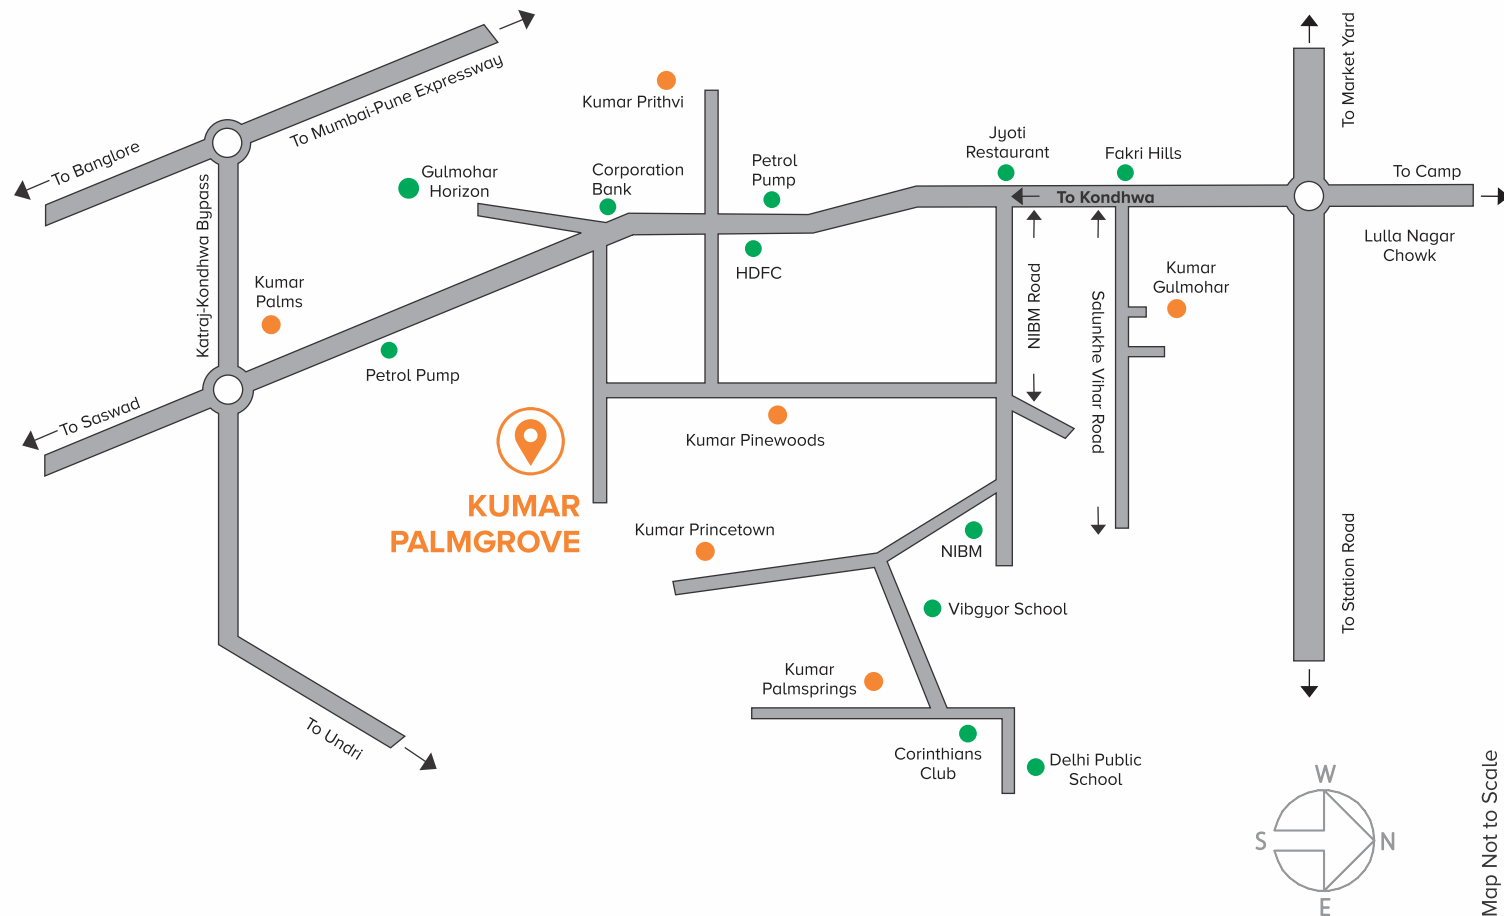 To Market Yard
To Mumbai-Pune Expressway
To Banglore
Kumar Prithvi
Jyoti
Restaurant
Fakri Hills
Petrol
Pump
Corporation
Bank
Gulmohar
Horizon
To Camp
To Kondhwa
Lulla Nagar
Chowk
Katraj-Kondhwa Bypass
HDFC
Kumar
Palms
Kumar
Gulmohar
NIBM Road
Salunkhe Vihar Road
Petrol Pump
To Saswad
Kumar Pinewoods
KUMAR
PALMGROVE
Kumar Princetown
NIBM
To Station Road
Vibgyor School
Kumar
Palmsprings
To Undri
Corinthians
Club
Delhi Public
School
W
S
N
E
Map Not to Scale